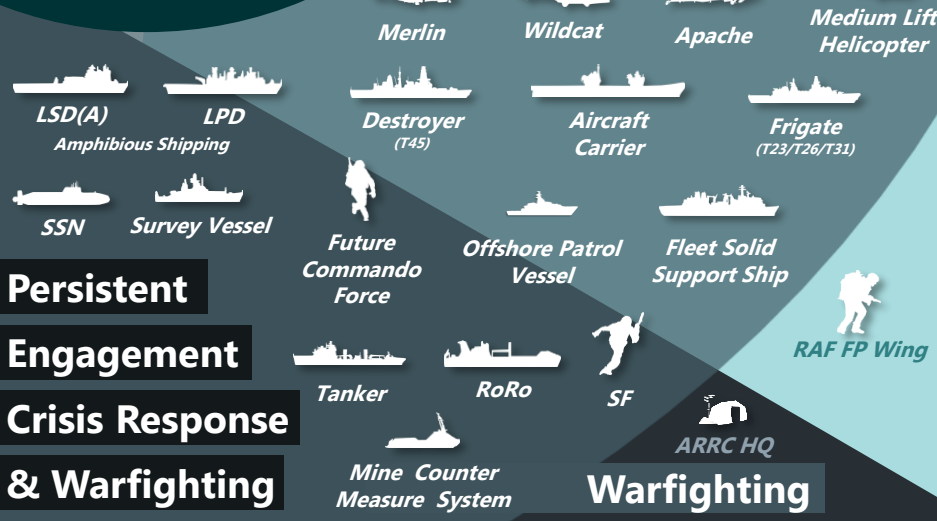 Merlin
Wildcat
Apache
Medium Lift
Helicopter
LSD(A)
LPD
Amphibious Shipping
Destroyer
(T45)
Aircraft
Carrier
Frigate
(T23/T26/T31)
SSN
Survey Vessel
Future
Commando
Force
Offshore Patrol
Vessel
Fleet Solid
Support Ship
RAF FP Wing
Persistent
Engagement
Crisis Response
& Warfighting
Tanker
RoRo
SF
ARRC HQ
Mine Counter
Measure System
Warfighting